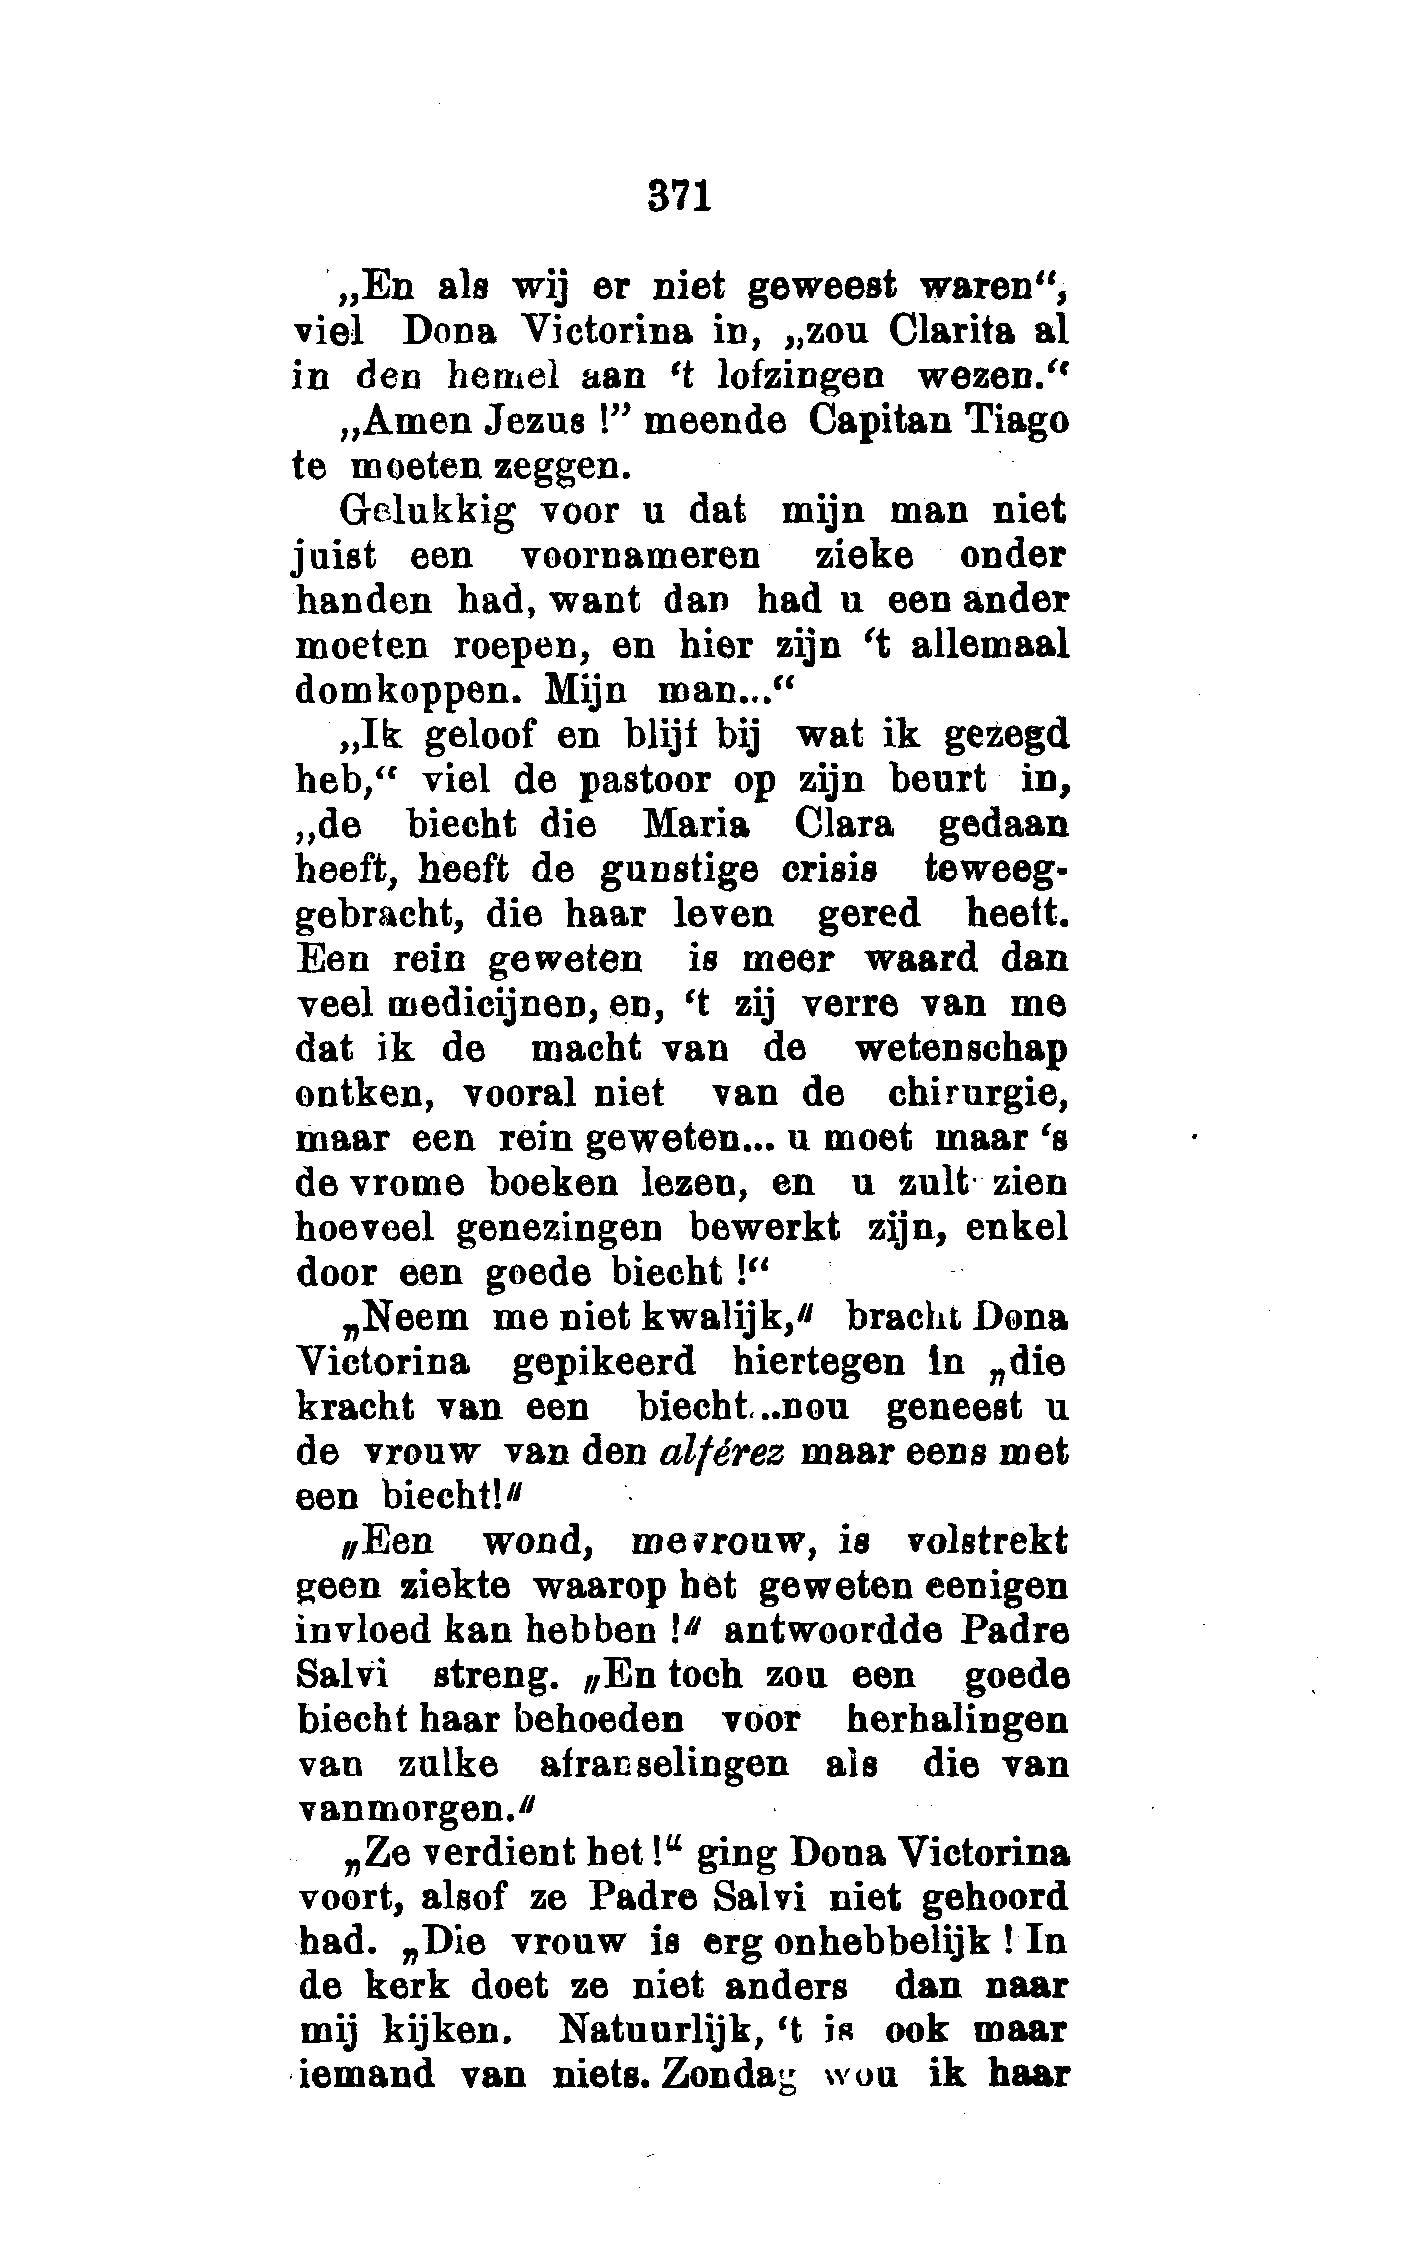 371
„En als wij er niet geweest waren“,
viel Dona Victorina in, „zou Clarita al
in den hemel aan ‘t lofzingen wezen.“
„Amen Jezus !” meende Capitan Tiago
te moeten zeggen.
Gelukkig voor u dat mijn man niet
juist een voornameren zieke onder
handen had, want dan had u een ander
moeten roepen, en hier zijn ‘t allemaal
domkoppen. Mijn man...“
„Ik geloof en blijf bij wat ik gezegd
heb,“ viel de pastoor op zijn beurt in,
„de biecht die Maria Clara gedaan
heeft, heeft de gunstige crisis teweeg-
gebracht, die haar leven gered heeft.
Een rein geweten is meer waard dan
veel medicijnen, en, ‘t zij verre van me
dat ik de macht van de wetenschap
ontken, vooral niet van de chirurgie,
maar een rein geweten... u moet maar ‘s
de vrome boeken lezen, en u zult zien
hoeveel genezingen bewerkt zijn, enkel
door een goede biecht !“
„Neem me niet kwalijk,“ bracht Dona
Victorina gepikeerd hiertegen in „die
kracht van een biecht...nou geneest u
de vrouw van den alférez maar eens met
een biecht!“
„Een wond, mevrouw, is volstrekt
geen ziekte waarop het geweten eenigen
invloed kan hebben !“ antwoordde Padre
Salvi streng. „En toch zou een goede
biecht haar behoeden voor herhalingen
van zulke afranselingen als die van
vanmorgen.“
„Ze verdient het !“ ging Dona Victorina
voort, alsof ze Padre Salvi niet gehoord
had. „Die vrouw is erg onhebbelijk ! In
de kerk doet ze niet anders dan naar
mij kijken. Natuurlijk, ‘t is ook maar
iemand van niets. Zondag wou ik haar